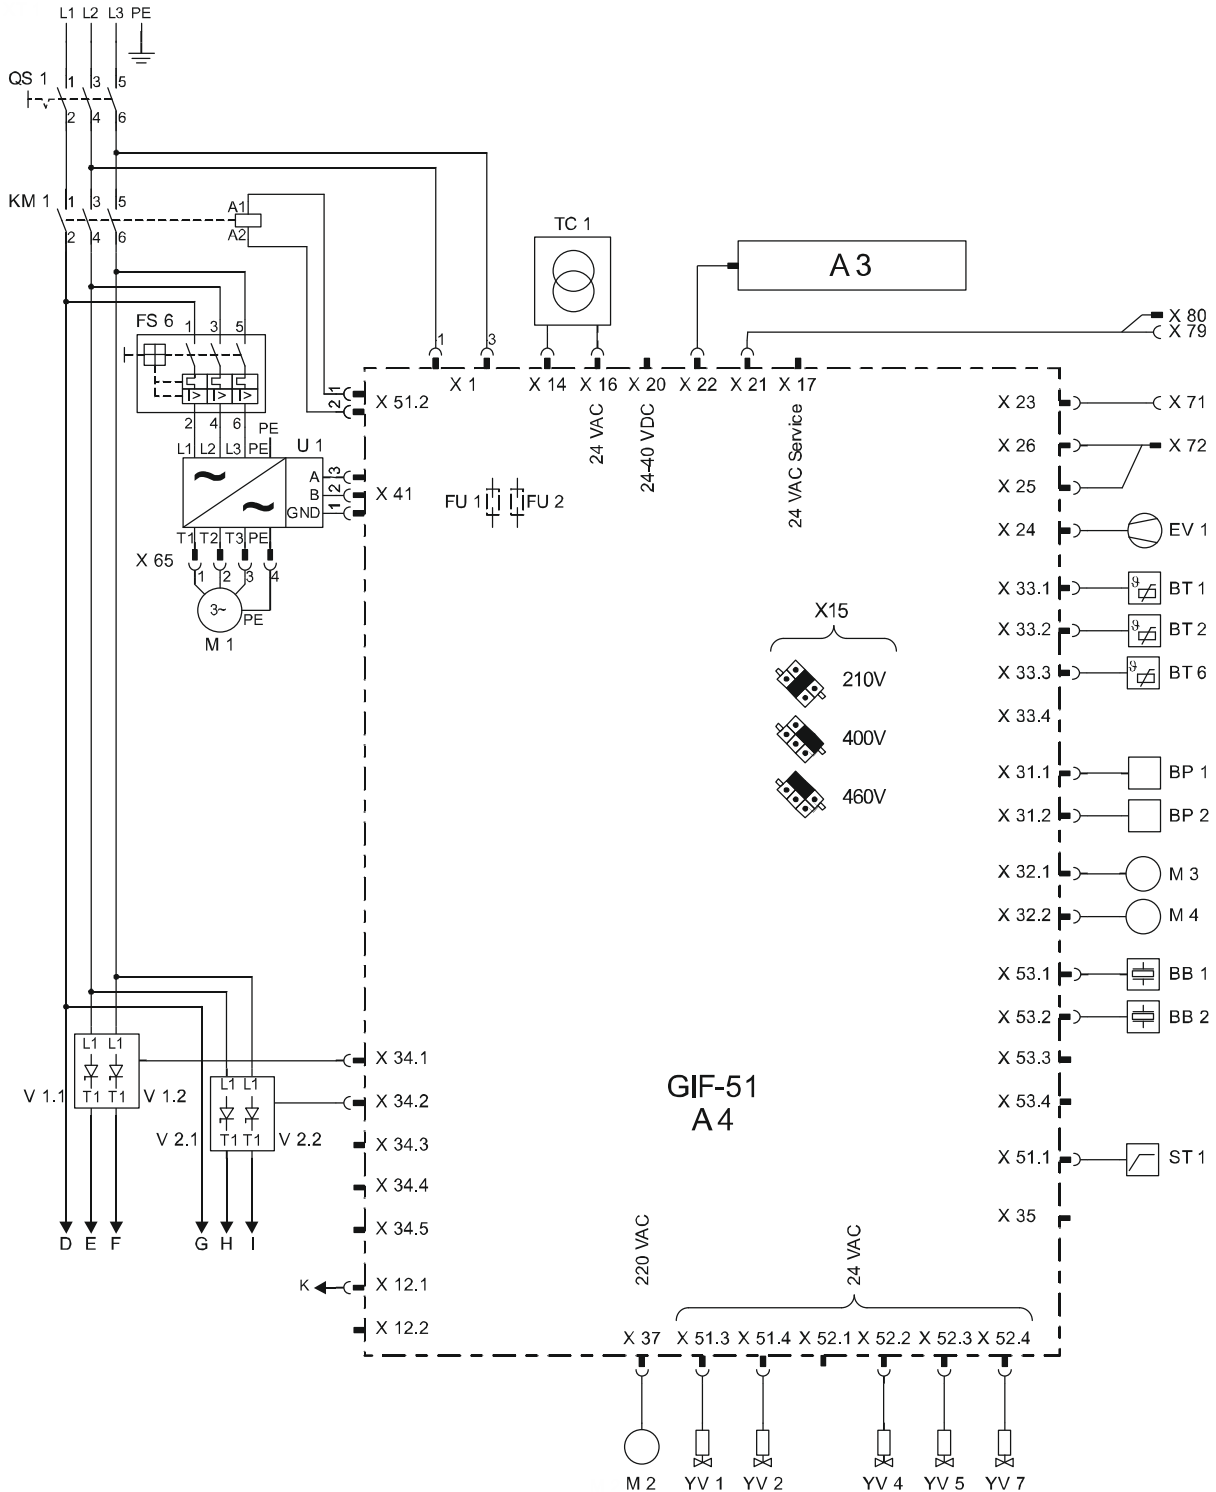 L1 L2 L3 PE
QS 1
1 3 5
2 4 6
KM 1
1 3 5
2 4 6
A1
A2
TC 1
A 3
X 80
X 79
FS 6
1 3 5
2 4 6
I> I> I>
PE
L1 L2 L3 PE
U 1
A
B
GND
3
2
1
T1 T2 T3 PE
X 65
1 2 3 4
3~
PE
M 1
1
3
X 1
X 14
X 16
X 20
X 22
X 21
X 17
24 VAC
24-40 VDC
24 VAC Service
1
2
X 51.2
X 41
FU 1
FU 2
X 23
X 71
X 26
X 72
X 25
X 24
EV 1
X 33.1
ϑ
BT 1
X 33.2
ϑ
BT 2
X 33.3
ϑ
BT 6
X 33.4
X15
210V
400V
460V
X 31.1
BP 1
X 31.2
BP 2
X 32.1
M 3
X 32.2
M 4
X 53.1
BB 1
X 53.2
BB 2
X 53.3
X 53.4
X 51.1
ST 1
X 35
L1 L1
T1 T1
V 1.1
V 1.2
L1 L1
T1 T1
V 2.1
V 2.2
X 34.1
X 34.2
X 34.3
X 34.4
X 34.5
GIF-51
A 4
D E F G H I
K
X 12.1
X 12.2
220 VAC
24 VAC
X 37
X 51.3
X 51.4
X 52.1
X 52.2
X 52.3
X 52.4
M 2
YV 1
YV 2
YV 4
YV 5
YV 7